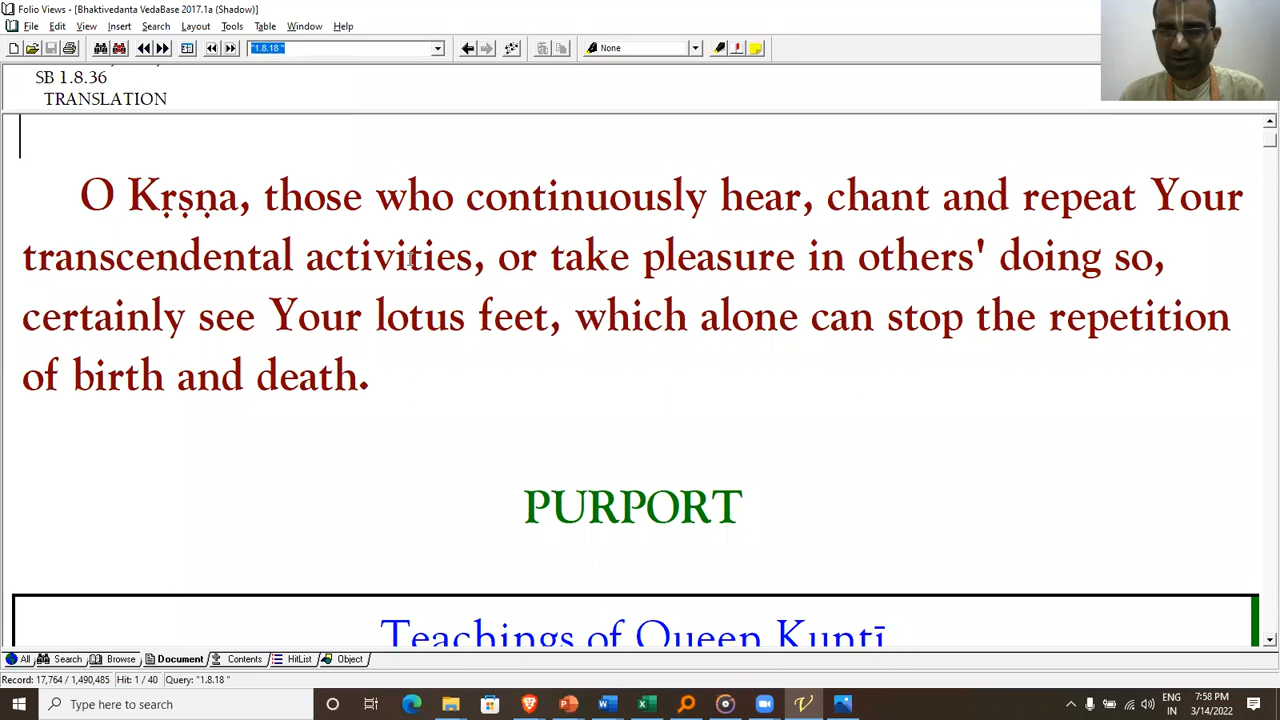 Folio Views - [Bhaktivedanta VedaBase 2017.1a (Shadow)]
File Edit View Insert Search Layout Tools Table Window Help
"1.8.18 "
None
SB 1.8.36
TRANSLATION
O Kṛṣṇa, those who continuously hear, chant and repeat Your
transcendental activities, or take pleasure in others' doing so,
certainly see Your lotus feet, which alone can stop the repetition
of birth and death.
PURPORT
Teachings of Queen Kuntī
All Search Browse Document Contents HitList Object
Record: 17,764 / 1,490,485 Hit: 1 / 40 Query: "1.8.18 "
Type here to search
ENG 7:58 PM
IN 3/14/2022